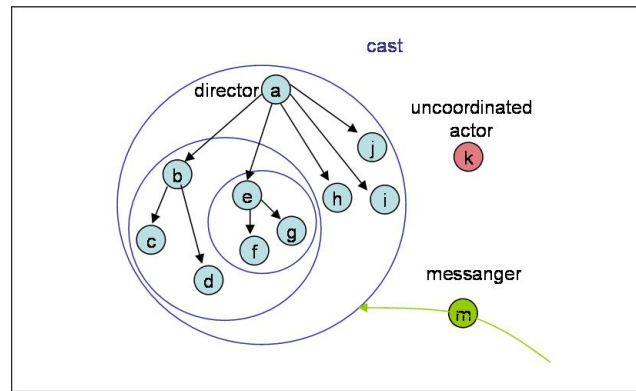 cast
director
a
uncoordinated
actor
k
j
b
e
h
i
c
g
f
d
messanger
m